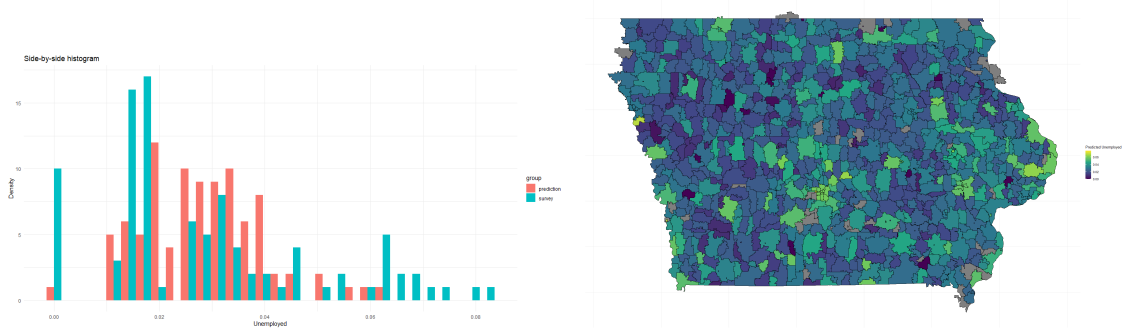 Side-by-side histogram
15
10
5
0
Density
0.00 0.02 0.04 0.06 0.08
Unemployed
group
prediction
survey
Predicted Unemployed